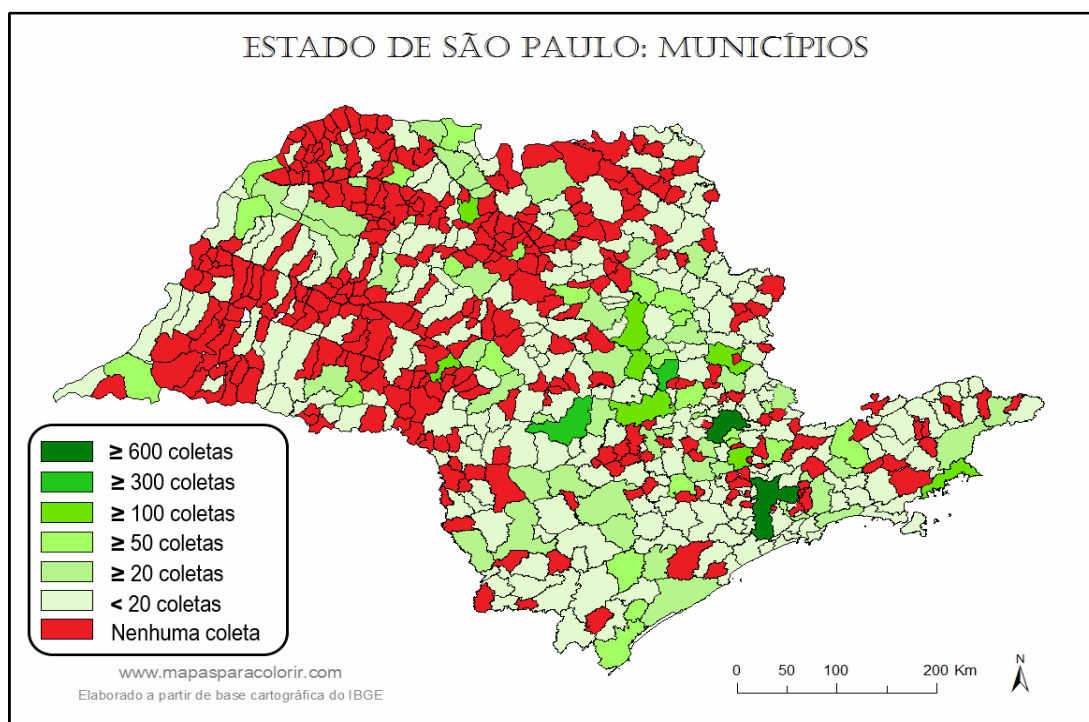 ESTADO DE SÃO PAULO: MUNICÍPIOS
≥ 600 coletas
≥ 300 coletas
≥ 100 coletas
≥ 50 coletas
≥ 20 coletas
< 20 coletas
Nenhuma coleta
www.mapasparacolorir.com
Elaborado a partir de base cartográfica do IBGE
0 50 100 200 Km
N